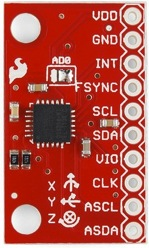 VDD
GND
INT
FSYNC
AD0
SCL
SDA
VIO
CLK
X
Y
Z
ASCL
ASDA